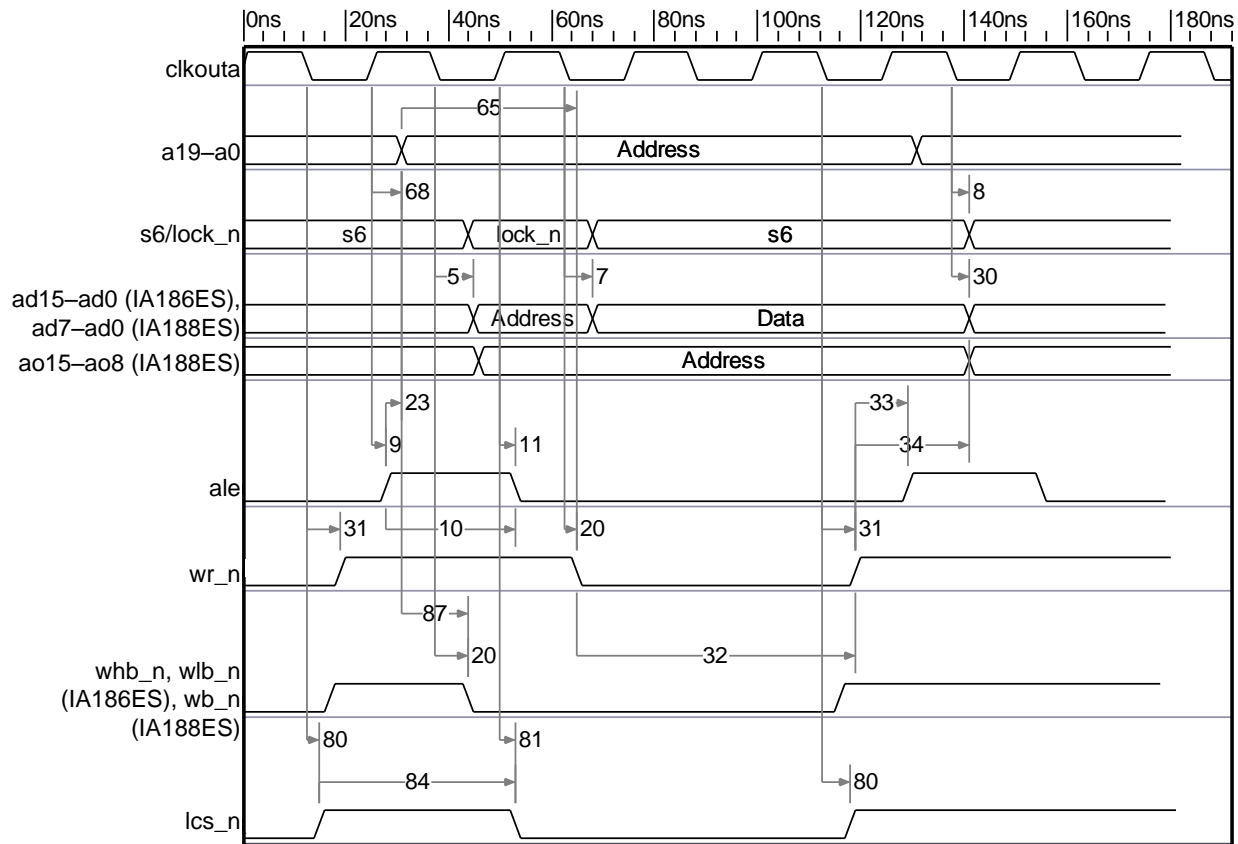 0ns 20ns 40ns 60ns 80ns 100ns 120ns 140ns 160ns 180ns
clkouta
65
a19–a0 Address
68 8
s6/lock_n s6 lock_n s6
5 7 30
ad15–ad0 (IA186ES),
ad7–ad0 (IA188ES) Address Data
ao15–ao8 (IA188ES) Address
23 33
9 11 34
ale
31 10 20 31
wr_n
87
20 32
whb_n, wlb_n
(IA186ES), wb_n
(IA188ES)
80 81
84 80
lcs_n